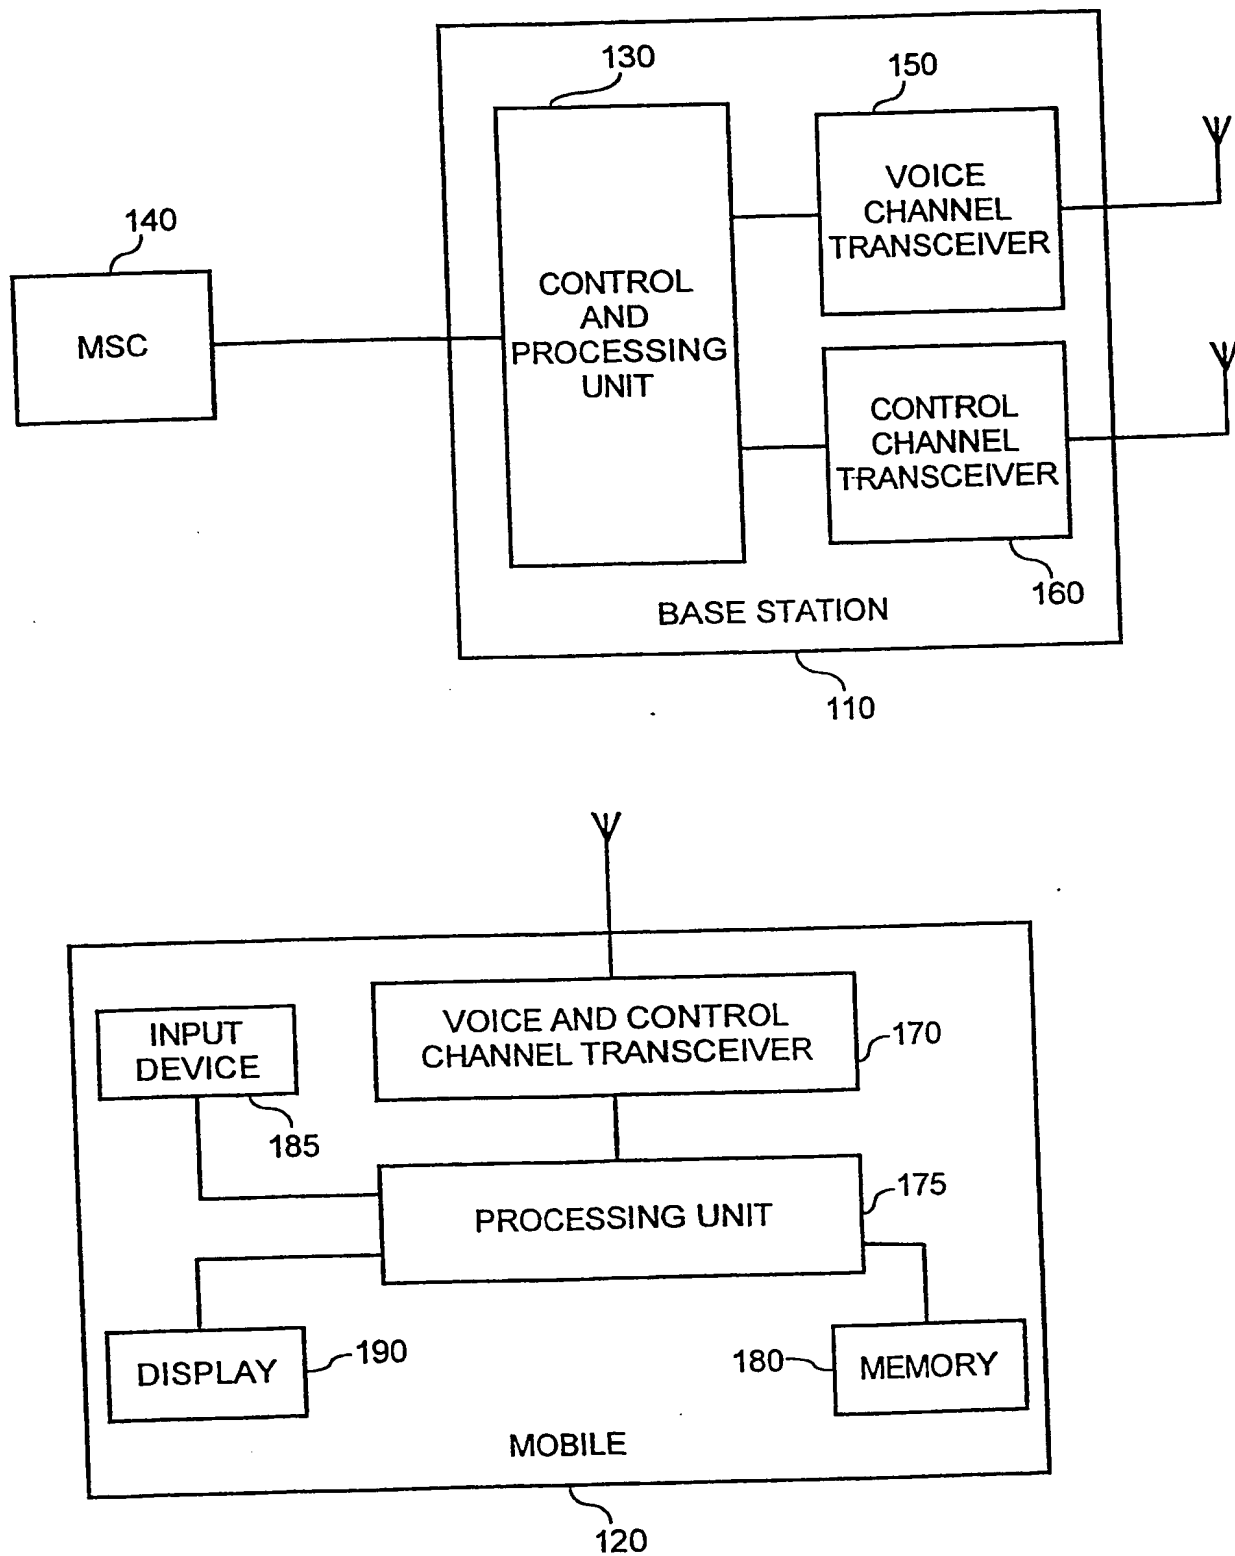 130
150
140
VOICE
CHANNEL
TRANSCEIVER
MSC
CONTROL
AND
PROCESSING
UNIT
CONTROL
CHANNEL
TRANSCEIVER
160
BASE STATION
110
INPUT
DEVICE
185
VOICE AND CONTROL
CHANNEL TRANSCEIVER
170
PROCESSING UNIT
175
DISPLAY
190
180
MEMORY
MOBILE
120